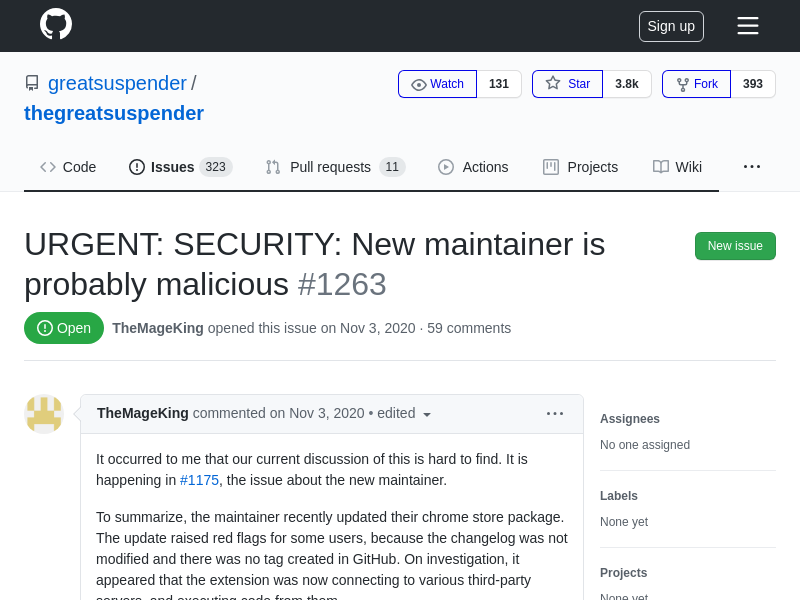 Sign up
greatsuspender /
thegreatsuspender
Watch 131 Star 3.8k Fork 393
Code Issues 323 Pull requests 11 Actions Projects Wiki
URGENT: SECURITY: New maintainer is
probably malicious #1263
New issue
Open TheMageKing opened this issue on Nov 3, 2020 · 59 comments
TheMageKing commented on Nov 3, 2020 • edited
It occurred to me that our current discussion of this is hard to find. It is
happening in #1175, the issue about the new maintainer.
To summarize, the maintainer recently updated their chrome store package.
The update raised red flags for some users, because the changelog was not
modified and there was no tag created in GitHub. On investigation, it
appeared that the extension was now connecting to various third-party
servers, and executing code from them.
Assignees
No one assigned
Labels
None yet
Projects
None yet